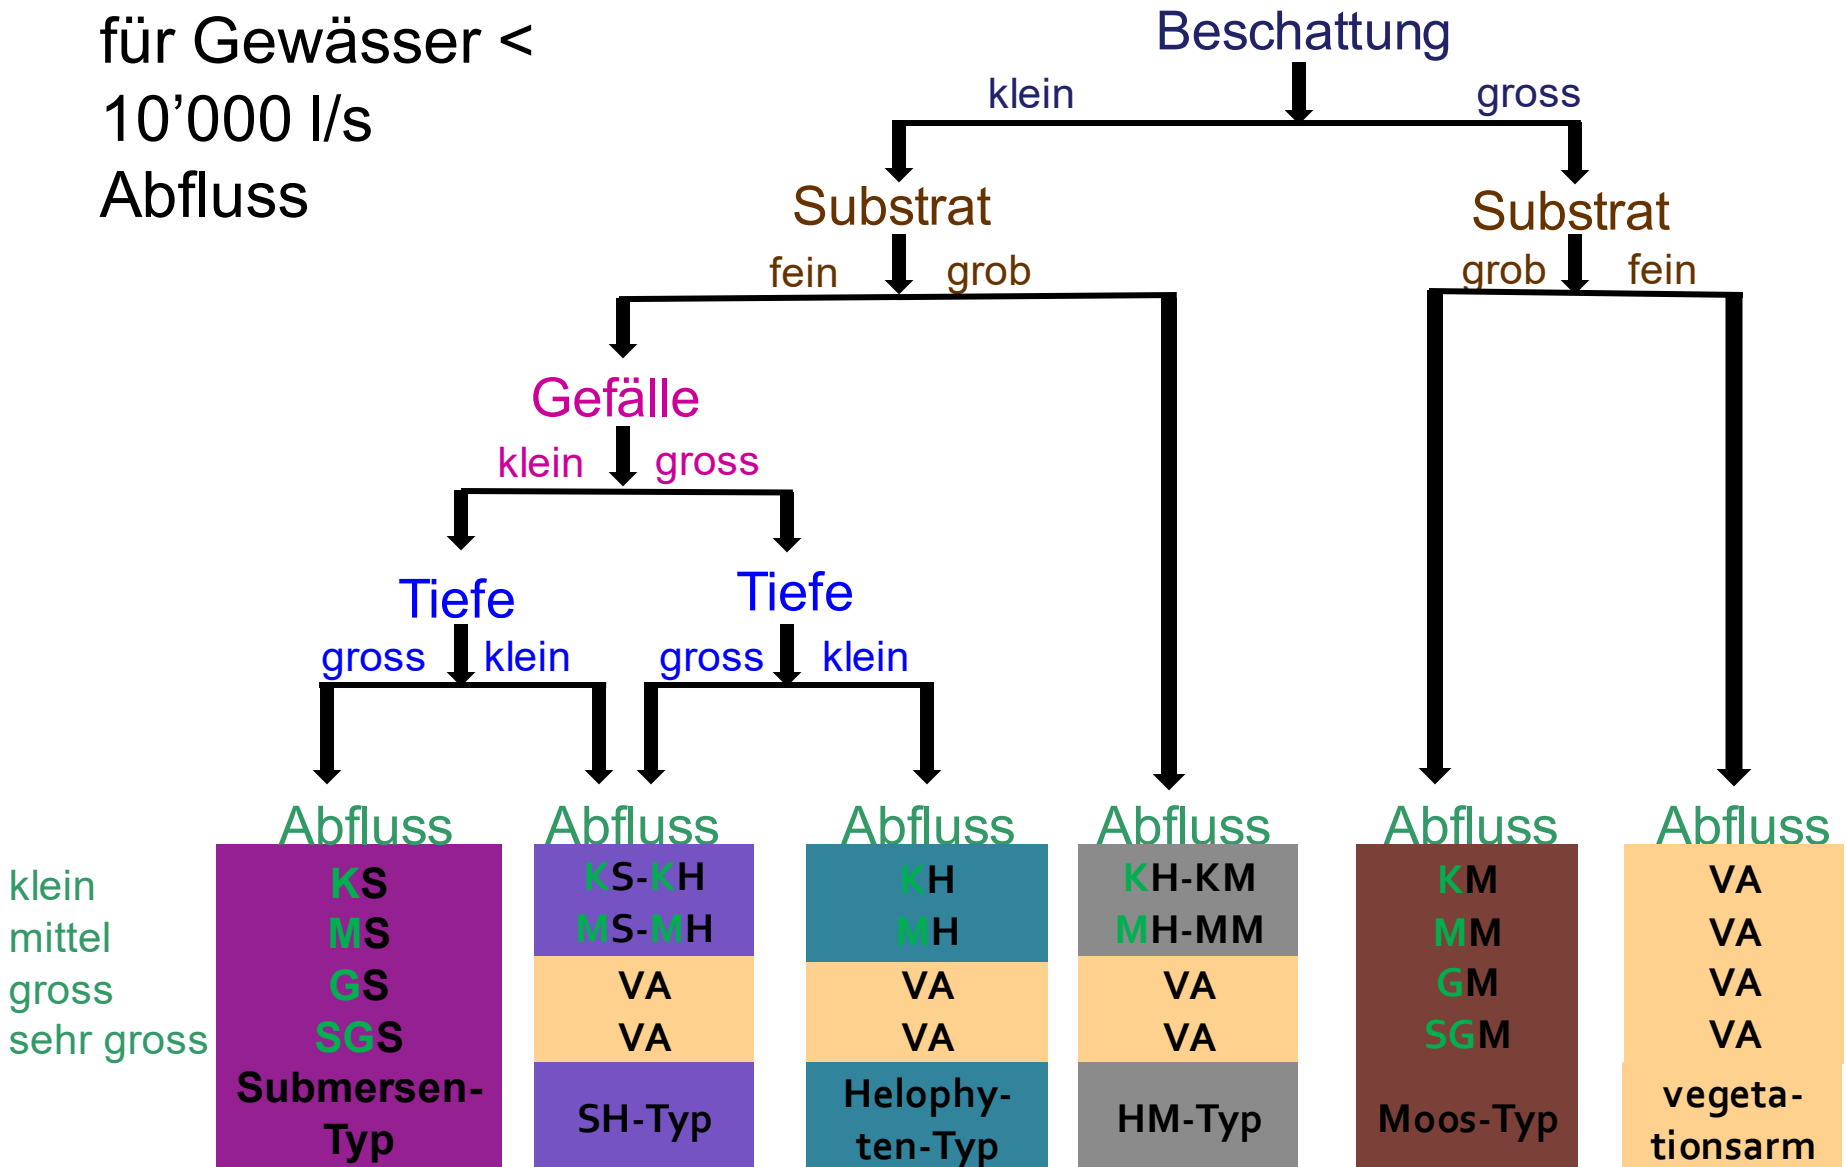 für Gewässer <
10’000 l/s
Abfluss
Beschattung
klein gross
Substrat Substrat
fein grob grob fein
Gefälle
klein gross
Tiefe Tiefe
gross klein gross klein
Abfluss Abfluss Abfluss Abfluss Abfluss Abfluss
klein KS KS-KH KH KH-KM KM VA
mittel MS MS-MH MH MH-MM MM VA
gross GS VA VA VA GM VA
sehr gross SGS VA VA VA SGM VA
Submersen-
Typ
SH-Typ
Helophy-
ten-Typ
HM-Typ
Moos-Typ
vegeta-
tionsarm